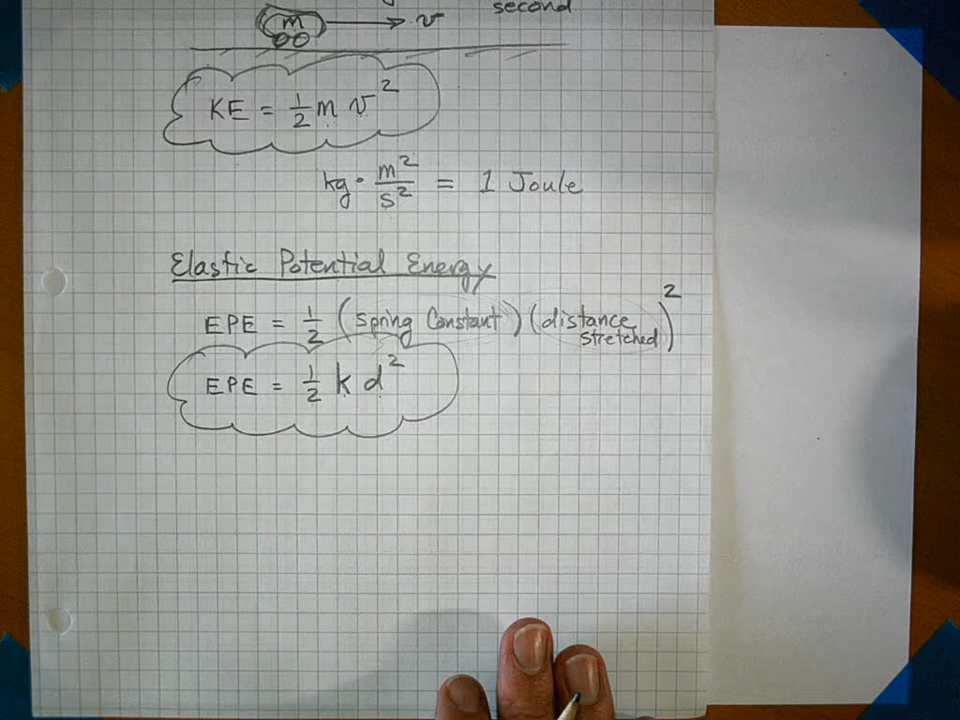 second
m → v
KE = 1/2 m v²
kg · m²/s² = 1 Joule
Elastic Potential Energy
EPE = 1/2 (Spring Constant) (distance stretched)²
EPE = 1/2 k d²